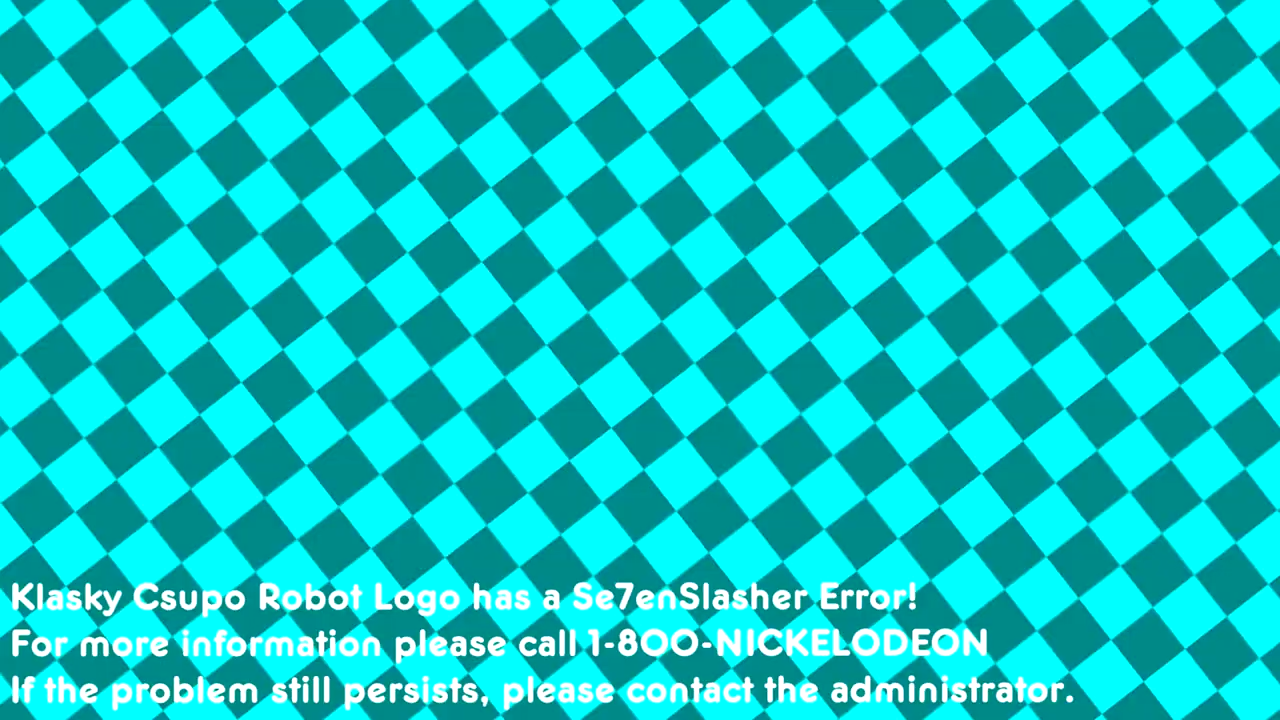 Klasky Csupo Robot Logo has a Se7enSlasher Error!
For more information please call 1-800-NICKELODEON
If the problem still persists, please contact the administrator.